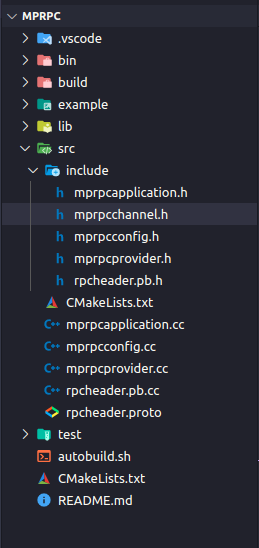 MPRPC
.vscode
bin
build
example
lib
src
include
h mprpcapplication.h
h mprpcchannel.h
h mprpcconfig.h
h mprpcprovider.h
h rpcheader.pb.h
CMakeLists.txt
C++ mprpcapplication.cc
C++ mprpcconfig.cc
C++ mprpcprovider.cc
C++ rpcheader.pb.cc
rpcheader.proto
test
autobuild.sh
CMakeLists.txt
README.md